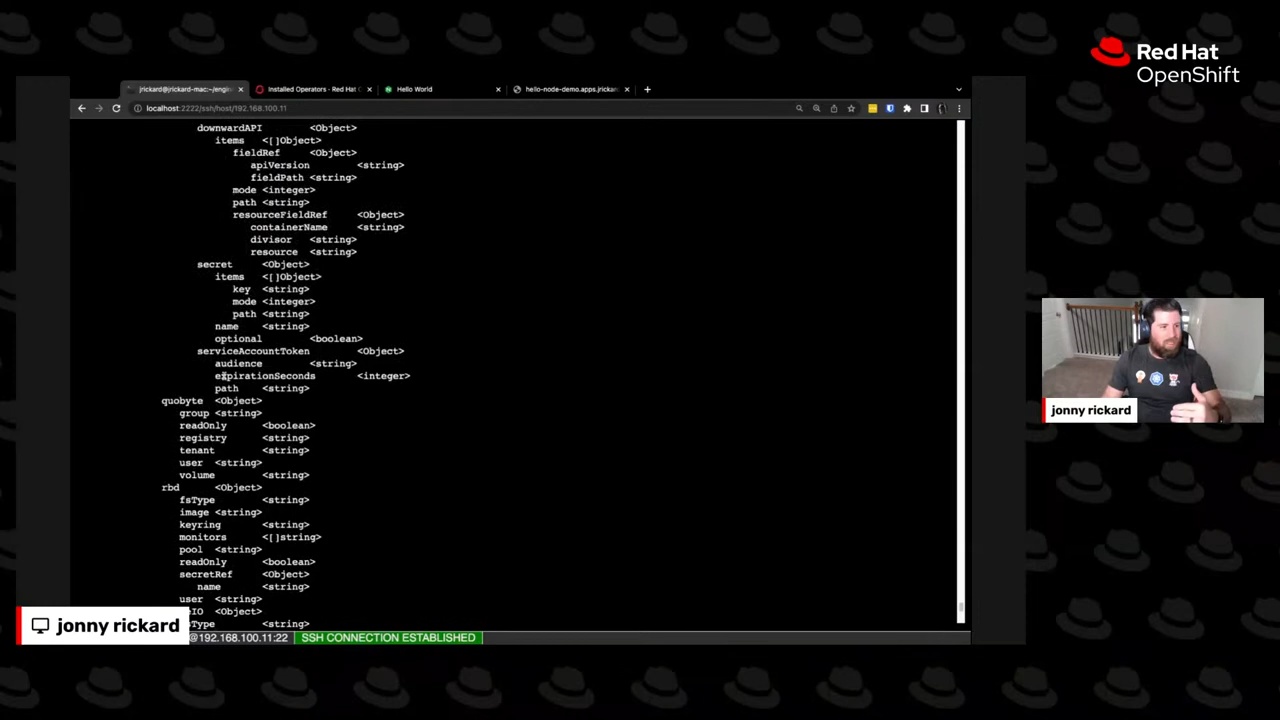 Red Hat
OpenShift
jrickard@jrickard-mac:~/engin
Installed Operators - Red Hat
Hello World
hello-node-demo.apps.jrickar
localhost:2222/ssh/host/192.168.100.11
downwardAPI <Object>
items <[]Object>
fieldRef <Object>
apiVersion <string>
fieldPath <string>
mode <integer>
path <string>
resourceFieldRef <Object>
containerName <string>
divisor <string>
resource <string>
secret <Object>
items <[]Object>
key <string>
mode <integer>
path <string>
name <string>
optional <boolean>
serviceAccountToken <Object>
audience <string>
expirationSeconds <integer>
path <string>
quobyte <Object>
group <string>
readOnly <boolean>
registry <string>
tenant <string>
user <string>
volume <string>
rbd <Object>
fsType <string>
image <string>
keyring <string>
monitors <[]string>
pool <string>
readOnly <boolean>
secretRef <Object>
name <string>
user <string>
eIO <Object>
sType <string>
@192.168.100.11:22 SSH CONNECTION ESTABLISHED
jonny rickard
jonny rickard